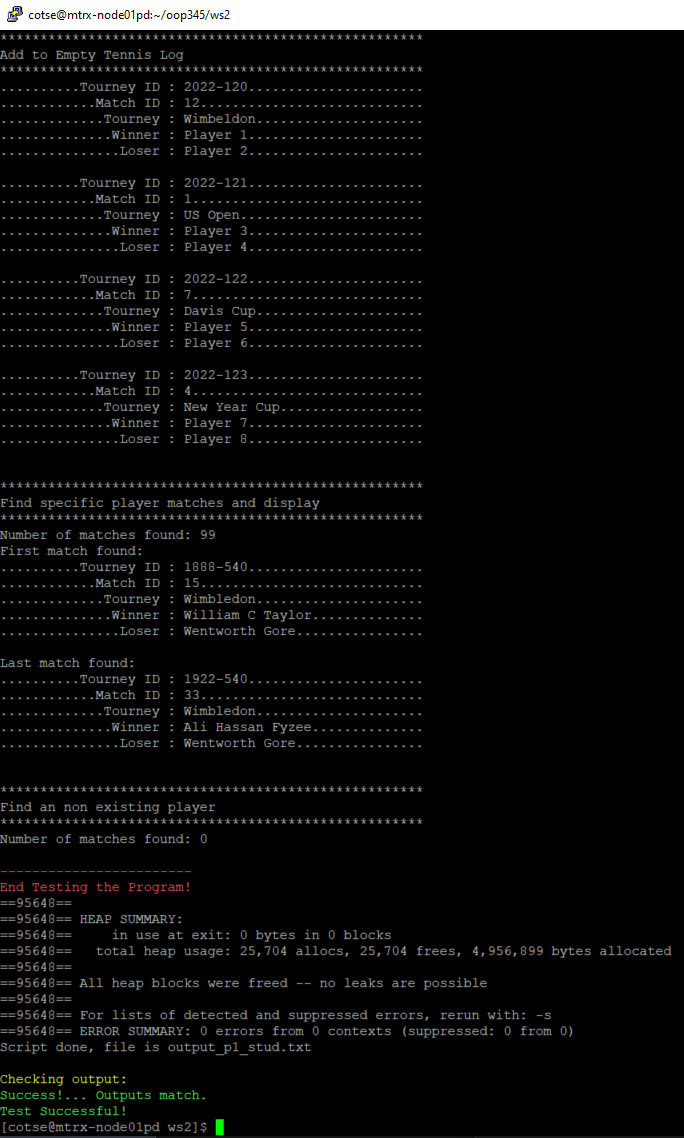 cotse@mtrx-node01pd:~/oop345/ws2
*****************************************************
Add to Empty Tennis Log
*****************************************************
..........Tourney ID : 2022-120......................
............Match ID : 12............................
.............Tourney : Wimbeldon.....................
..............Winner : Player 1......................
...............Loser : Player 2......................

..........Tourney ID : 2022-121......................
............Match ID : 1.............................
.............Tourney : US Open.......................
..............Winner : Player 3......................
...............Loser : Player 4......................

..........Tourney ID : 2022-122......................
............Match ID : 7.............................
.............Tourney : Davis Cup.....................
..............Winner : Player 5......................
...............Loser : Player 6......................

..........Tourney ID : 2022-123......................
............Match ID : 4.............................
.............Tourney : New Year Cup..................
..............Winner : Player 7......................
...............Loser : Player 8......................


*****************************************************
Find specific player matches and display
*****************************************************
Number of matches found: 99
First match found:
..........Tourney ID : 1888-540......................
............Match ID : 15............................
.............Tourney : Wimbledon.....................
..............Winner : William C Taylor..............
...............Loser : Wentworth Gore................

Last match found:
..........Tourney ID : 1922-540......................
............Match ID : 33............................
.............Tourney : Wimbledon.....................
..............Winner : Ali Hassan Fyzee..............
...............Loser : Wentworth Gore................


*****************************************************
Find an non existing player
*****************************************************
Number of matches found: 0

------------------------
End Testing the Program!
==95648==
==95648== HEAP SUMMARY:
==95648==     in use at exit: 0 bytes in 0 blocks
==95648==   total heap usage: 25,704 allocs, 25,704 frees, 4,956,899 bytes allocated
==95648==
==95648== All heap blocks were freed -- no leaks are possible
==95648==
==95648== For lists of detected and suppressed errors, rerun with: -s
==95648== ERROR SUMMARY: 0 errors from 0 contexts (suppressed: 0 from 0)
Script done, file is output_p1_stud.txt

Checking output:
Success!... Outputs match.
Test Successful!
[cotse@mtrx-node01pd ws2]$